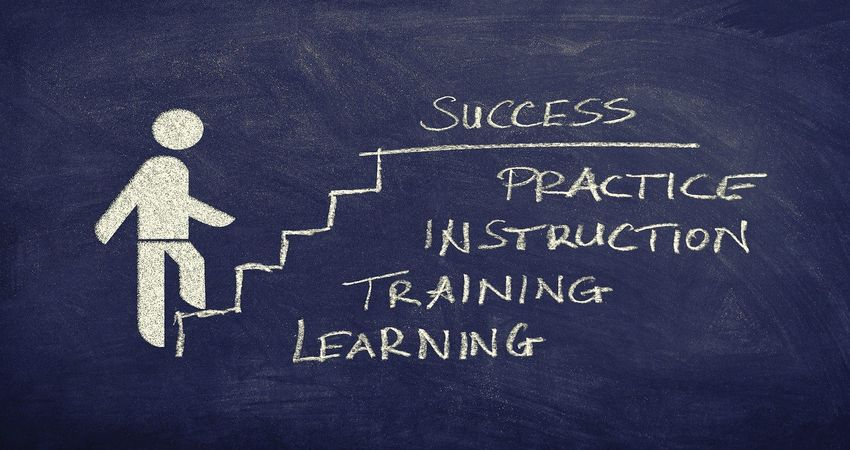 SUCCESS
PRACTICE
INSTRUCTION
TRAINING
LEARNING